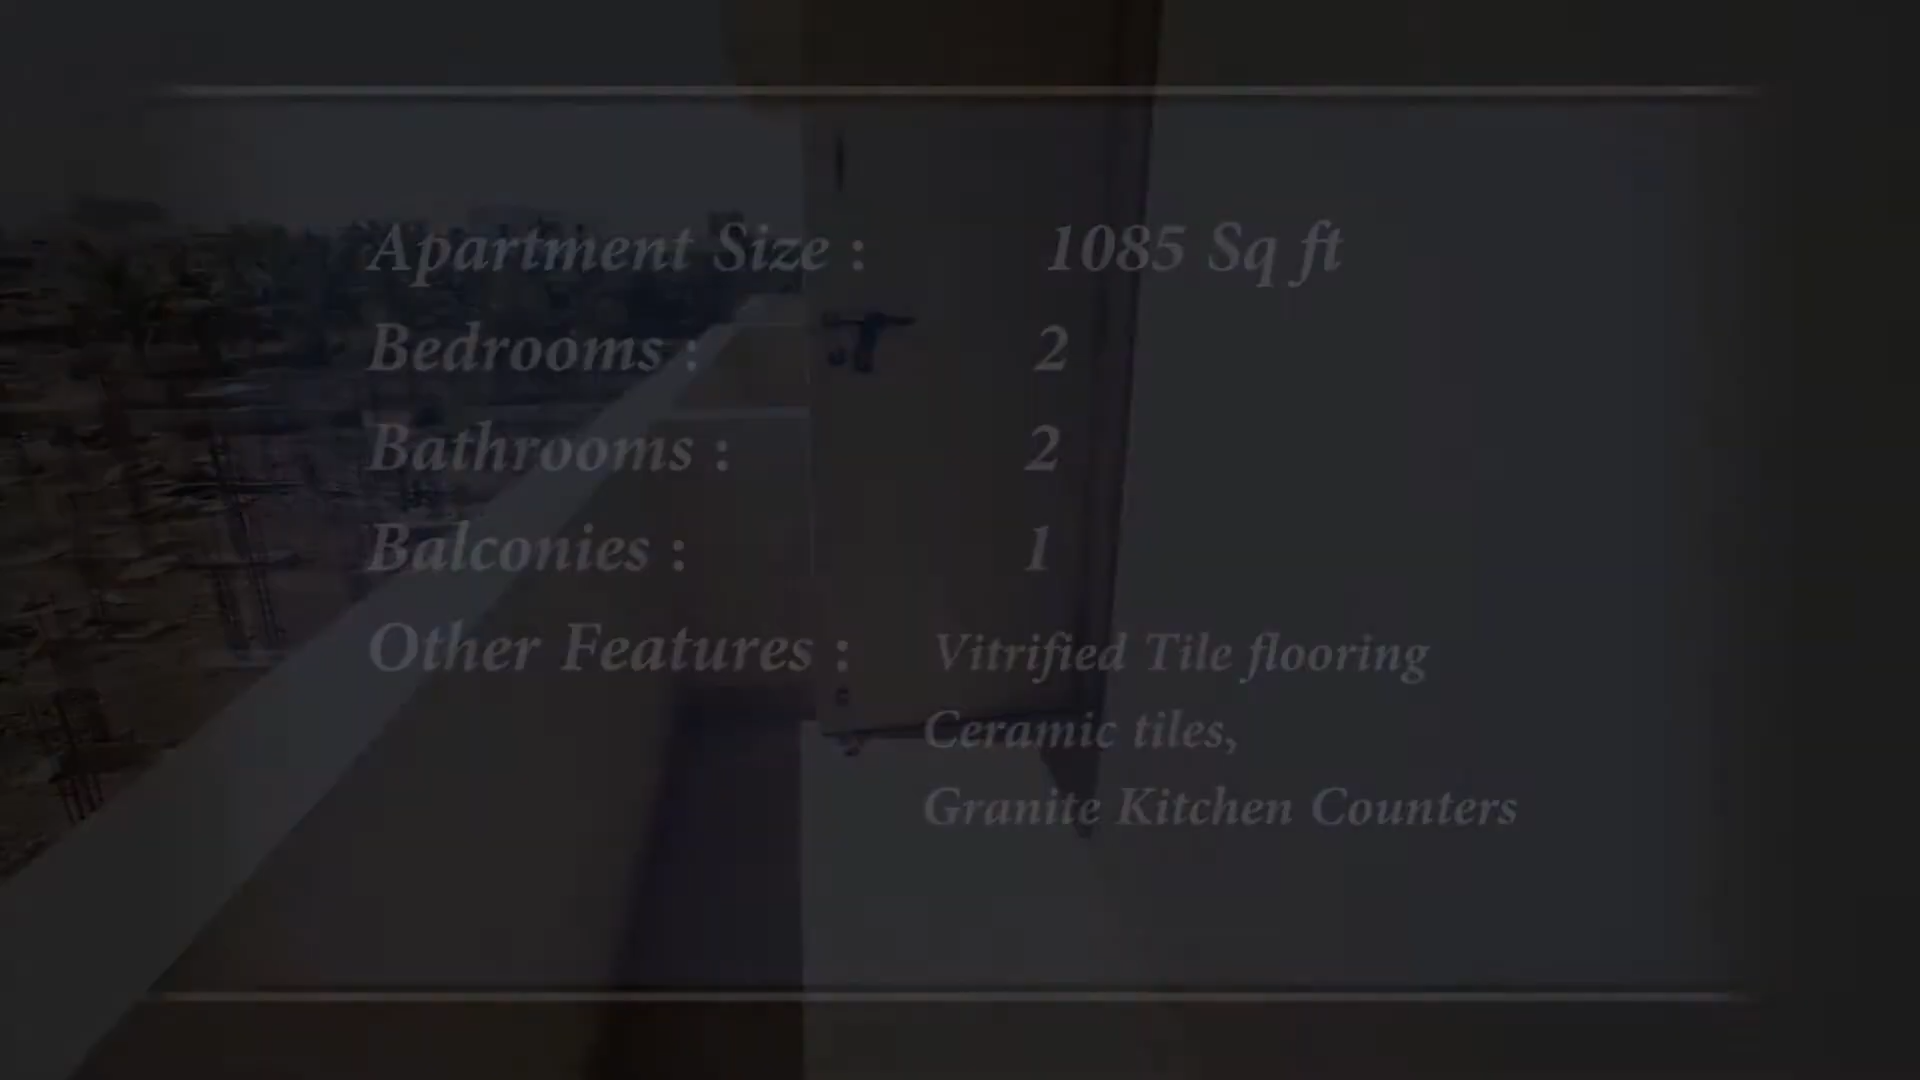 Apartment Size : 1085 Sq ft
Bedrooms : 2
Bathrooms : 2
Balconies : 1
Other Features : Vitrified Tile flooring
Ceramic tiles,
Granite Kitchen Counters